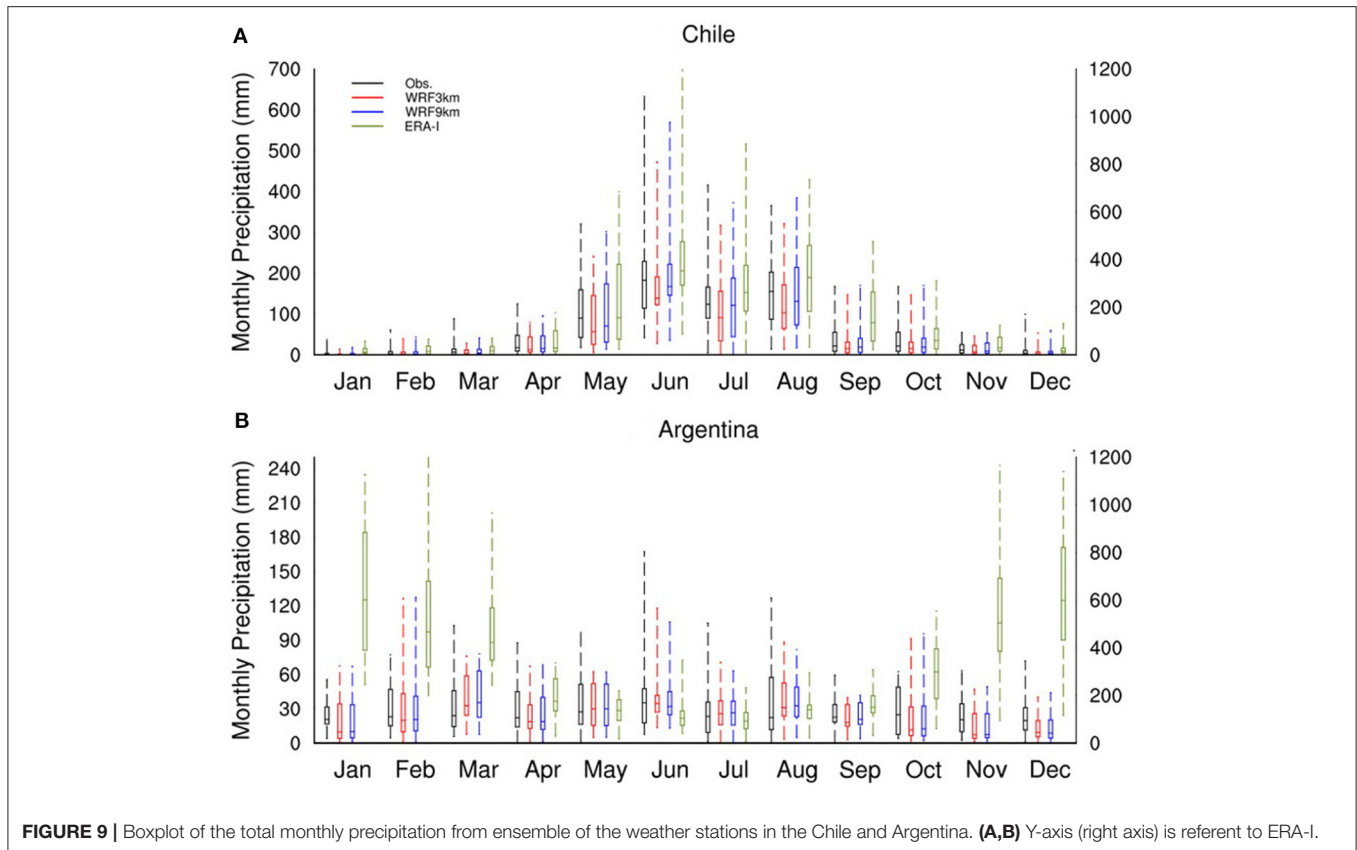 A
Chile
Monthly Precipitation (mm)
700
600
500
400
300
200
100
0
Obs.
WRF3km
WRF9km
ERA-I
1200
1000
800
600
400
200
0
Jan Feb Mar Apr May Jun Jul Aug Sep Oct Nov Dec
B
Argentina
Monthly Precipitation (mm)
240
210
180
150
120
90
60
30
0
1200
1000
800
600
400
200
0
Jan Feb Mar Apr May Jun Jul Aug Sep Oct Nov Dec
FIGURE 9 | Boxplot of the total monthly precipitation from ensemble of the weather stations in the Chile and Argentina. (A,B) Y-axis (right axis) is referent to ERA-I.